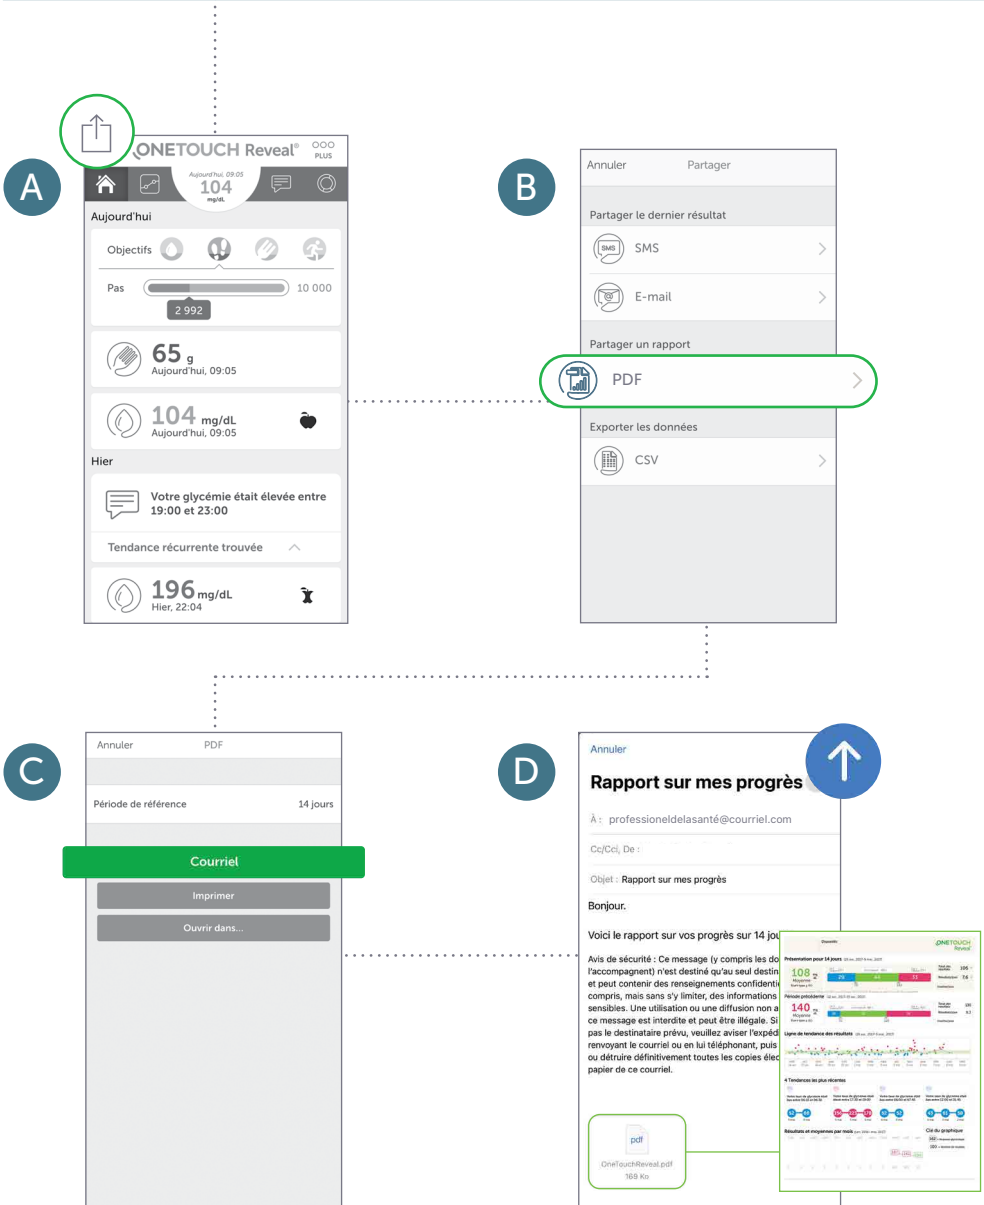 A
ONETOUCH Reveal®
PLUS
Aujourd'hui, 09:05
104
mg/dL
Aujourd'hui
Objectifs
Pas
10 000
2 992
65 g
Aujourd'hui, 09:05
104 mg/dL
Aujourd'hui, 09:05
Hier
Votre glycémie était élevée entre
19:00 et 23:00
Tendance récurrente trouvée
196 mg/dL
Hier, 22:04
B
Annuler
Partager
Partager le dernier résultat
SMS
SMS
E-mail
Partager un rapport
PDF
Exporter les données
CSV
C
Annuler
PDF
Période de référence
14 jours
Courriel
Imprimer
Ouvrir dans...
D
Annuler
Rapport sur mes progrès
À : professioneldelasanté@courriel.com
Cc/Cci, De :
Objet : Rapport sur mes progrès
Bonjour.
Voici le rapport sur vos progrès sur 14 jou
Avis de sécurité : Ce message (y compris les do
l'accompagnent) n'est destiné qu'au seul destin
et peut contenir des renseignements confidenti
compris, mais sans s'y limiter, des informations
sensibles. Une utilisation ou une diffusion non a
ce message est interdite et peut être illégale. Si
pas le destinataire prévu, veuillez aviser l'expédi
renvoyant le courriel ou en lui téléphonant, puis
ou détruire définitivement toutes les copies élec
papier de ce courriel.
pdf
OneTouchReveal.pdf
169 Ko
ONETOUCH
Reveal
Présentation pour 14 jours
108
Moyenne
106
7.6
Période précédente
140
Moyenne
Ligne de tendance des résultats
4 Tendances les plus récentes
Résultats et moyennes par mois
Clé du graphique